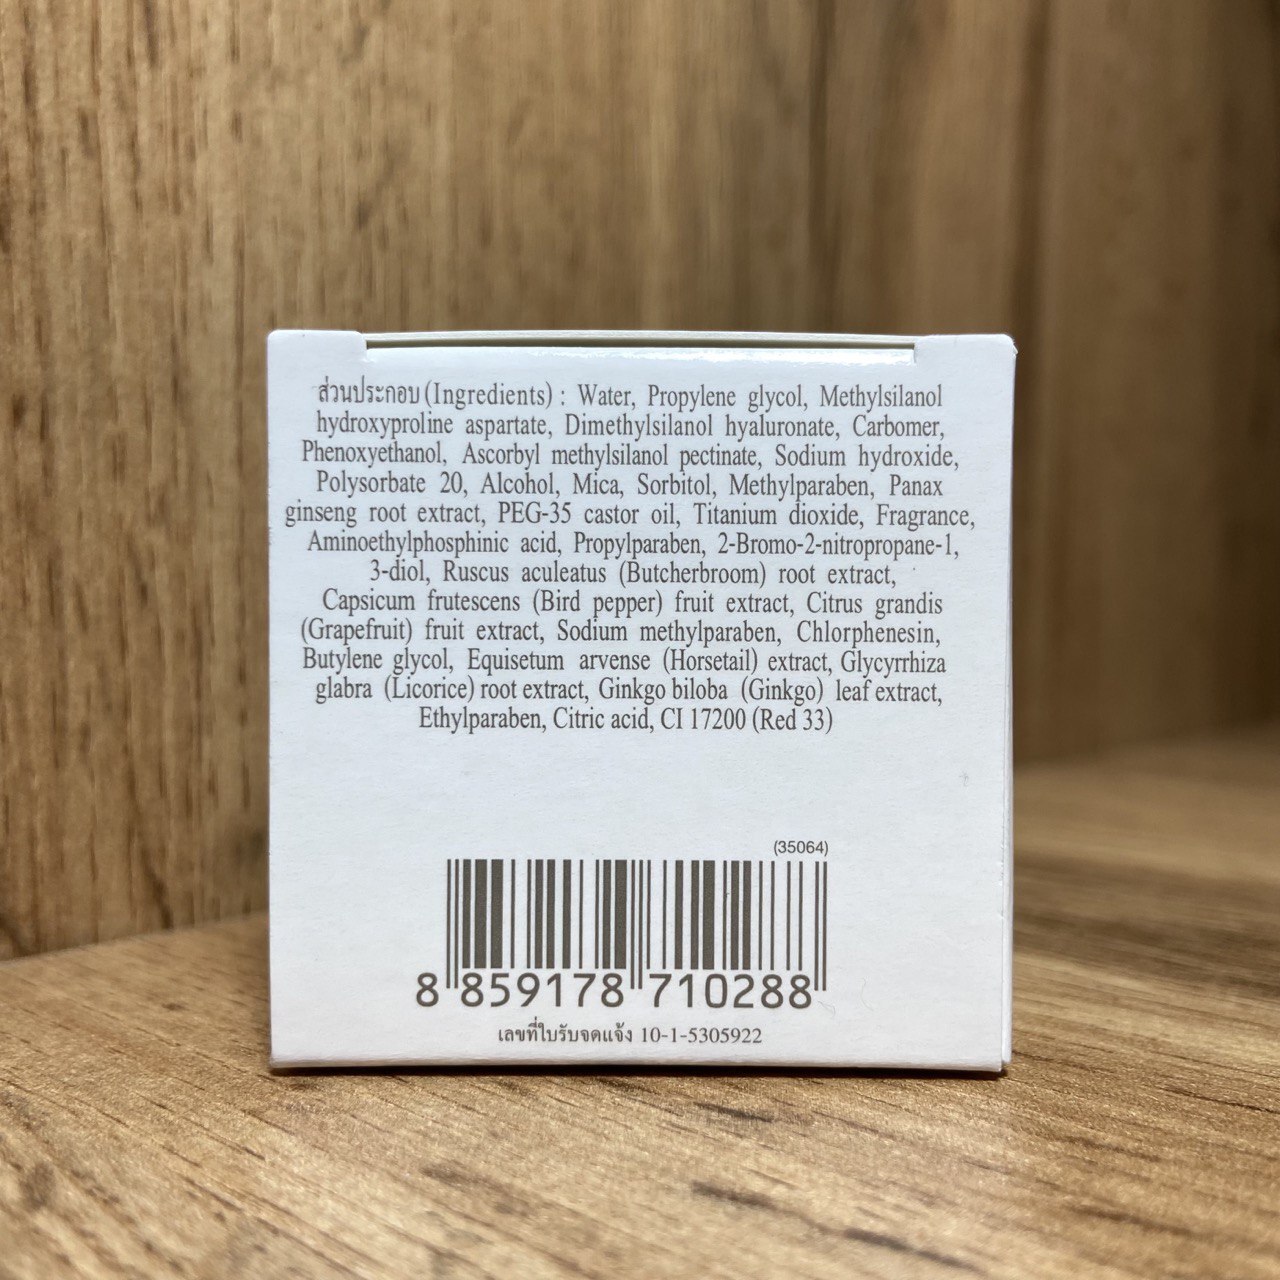 ส่วนประกอบ (Ingredients) : Water, Propylene glycol, Methylsilanol
hydroxyproline aspartate, Dimethylsilanol hyaluronate, Carbomer,
Phenoxyethanol, Ascorbyl methylsilanol pectinate, Sodium hydroxide,
Polysorbate 20, Alcohol, Mica, Sorbitol, Methylparaben, Panax
ginseng root extract, PEG-35 castor oil, Titanium dioxide, Fragrance,
Aminoethylphosphinic acid, Propylparaben, 2-Bromo-2-nitropropane-1,
3-diol, Ruscus aculeatus (Butcherbroom) root extract,
Capsicum frutescens (Bird pepper) fruit extract, Citrus grandis
(Grapefruit) fruit extract, Sodium methylparaben, Chlorphenesin,
Butylene glycol, Equisetum arvense (Horsetail) extract, Glycyrrhiza
glabra (Licorice) root extract, Ginkgo biloba (Ginkgo) leaf extract,
Ethylparaben, Citric acid, CI 17200 (Red 33)
(35064)
8 859178 710288
เลขที่ใบรับจดแจ้ง 10-1-5305922